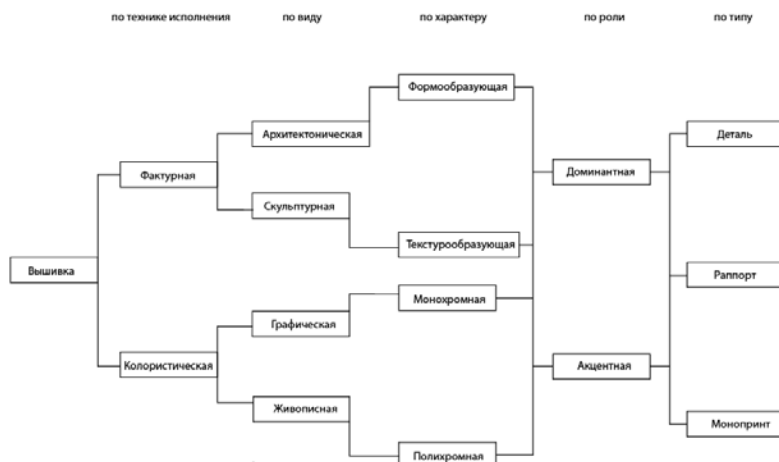 по технике исполнения по виду по характеру по роли по типу
Формообразующая
Архитектоническая Деталь
Фактурная Доминантная
Скульптурная
Текстурообразующая
Вышивка Раппорт
Монохромная
Графическая
Колористическая Акцентная
Живописная
Монопринт
Полихромная